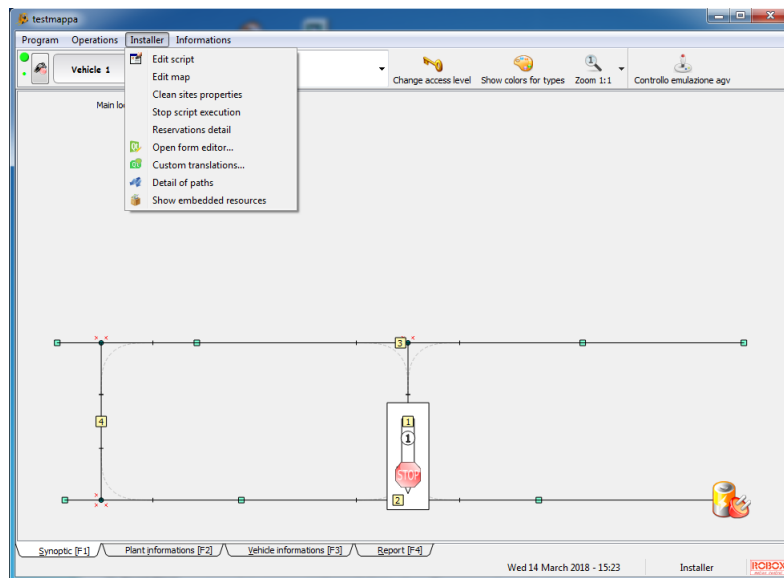 testmappa
Program Operations Installer Informations
Vehicle 1
Change access level Show colors for types Zoom 1:1 Controllo emulazione agv
Main lo
Edit script
Edit map
Clean sites properties
Stop script execution
Reservations detail
Open form editor...
Custom translations...
Detail of paths
Show embedded resources
3
4
1
1
STOP
2
Synoptic [F1] Plant informations [F2] Vehicle informations [F3] Report [F4]
Wed 14 March 2018 - 15:23 Installer ROBOX